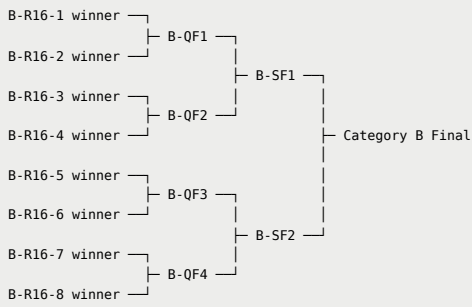 B-R16-1 winner
B-QF1
B-R16-2 winner
B-SF1
B-R16-3 winner
B-QF2
B-R16-4 winner
Category B Final
B-R16-5 winner
B-QF3
B-R16-6 winner
B-SF2
B-R16-7 winner
B-QF4
B-R16-8 winner